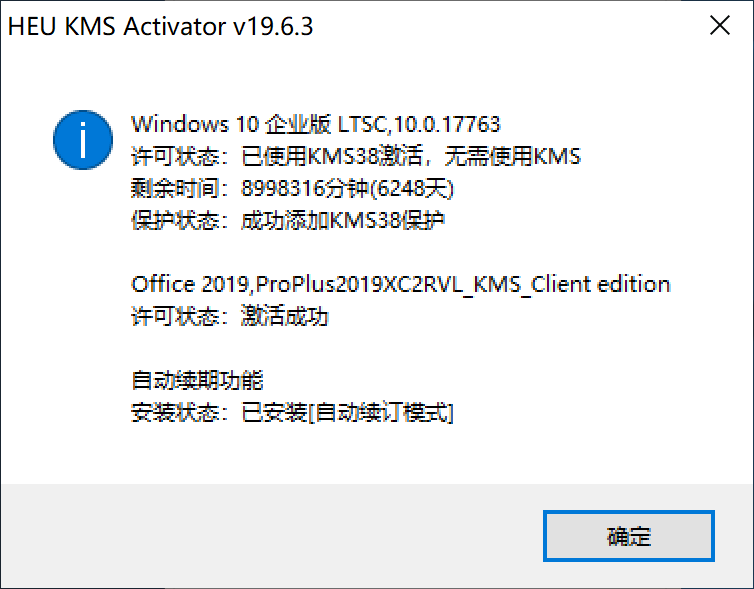 HEU KMS Activator v19.6.3
Windows 10 企业版 LTSC,10.0.17763
许可状态：已使用KMS38激活，无需使用KMS
剩余时间：8998316分钟(6248天)
保护状态：成功添加KMS38保护
Office 2019,ProPlus2019XC2RVL_KMS_Client edition
许可状态：激活成功
自动续期功能
安装状态：已安装[自动续订模式]
确定